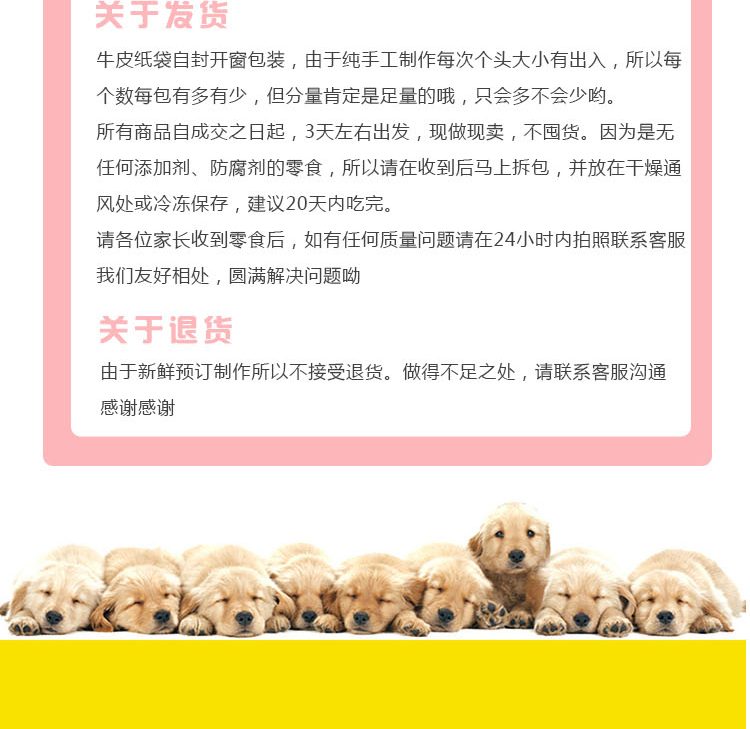 关于发货
牛皮纸袋自封开窗包装，由于纯手工制作每次个头大小有出入，所以每
个数每包有多有少，但分量肯定是足量的哦，只会多不会少哟。
所有商品自成交之日起，3天左右出发，现做现卖，不囤货。因为是无
任何添加剂、防腐剂的零食，所以请在收到后马上拆包，并放在干燥通
风处或冷冻保存，建议20天内吃完。
请各位家长收到零食后，如有任何质量问题请在24小时内拍照联系客服
我们友好相处，圆满解决问题呦
关于退货
由于新鲜预订制作所以不接受退货。做得不足之处，请联系客服沟通
感谢感谢